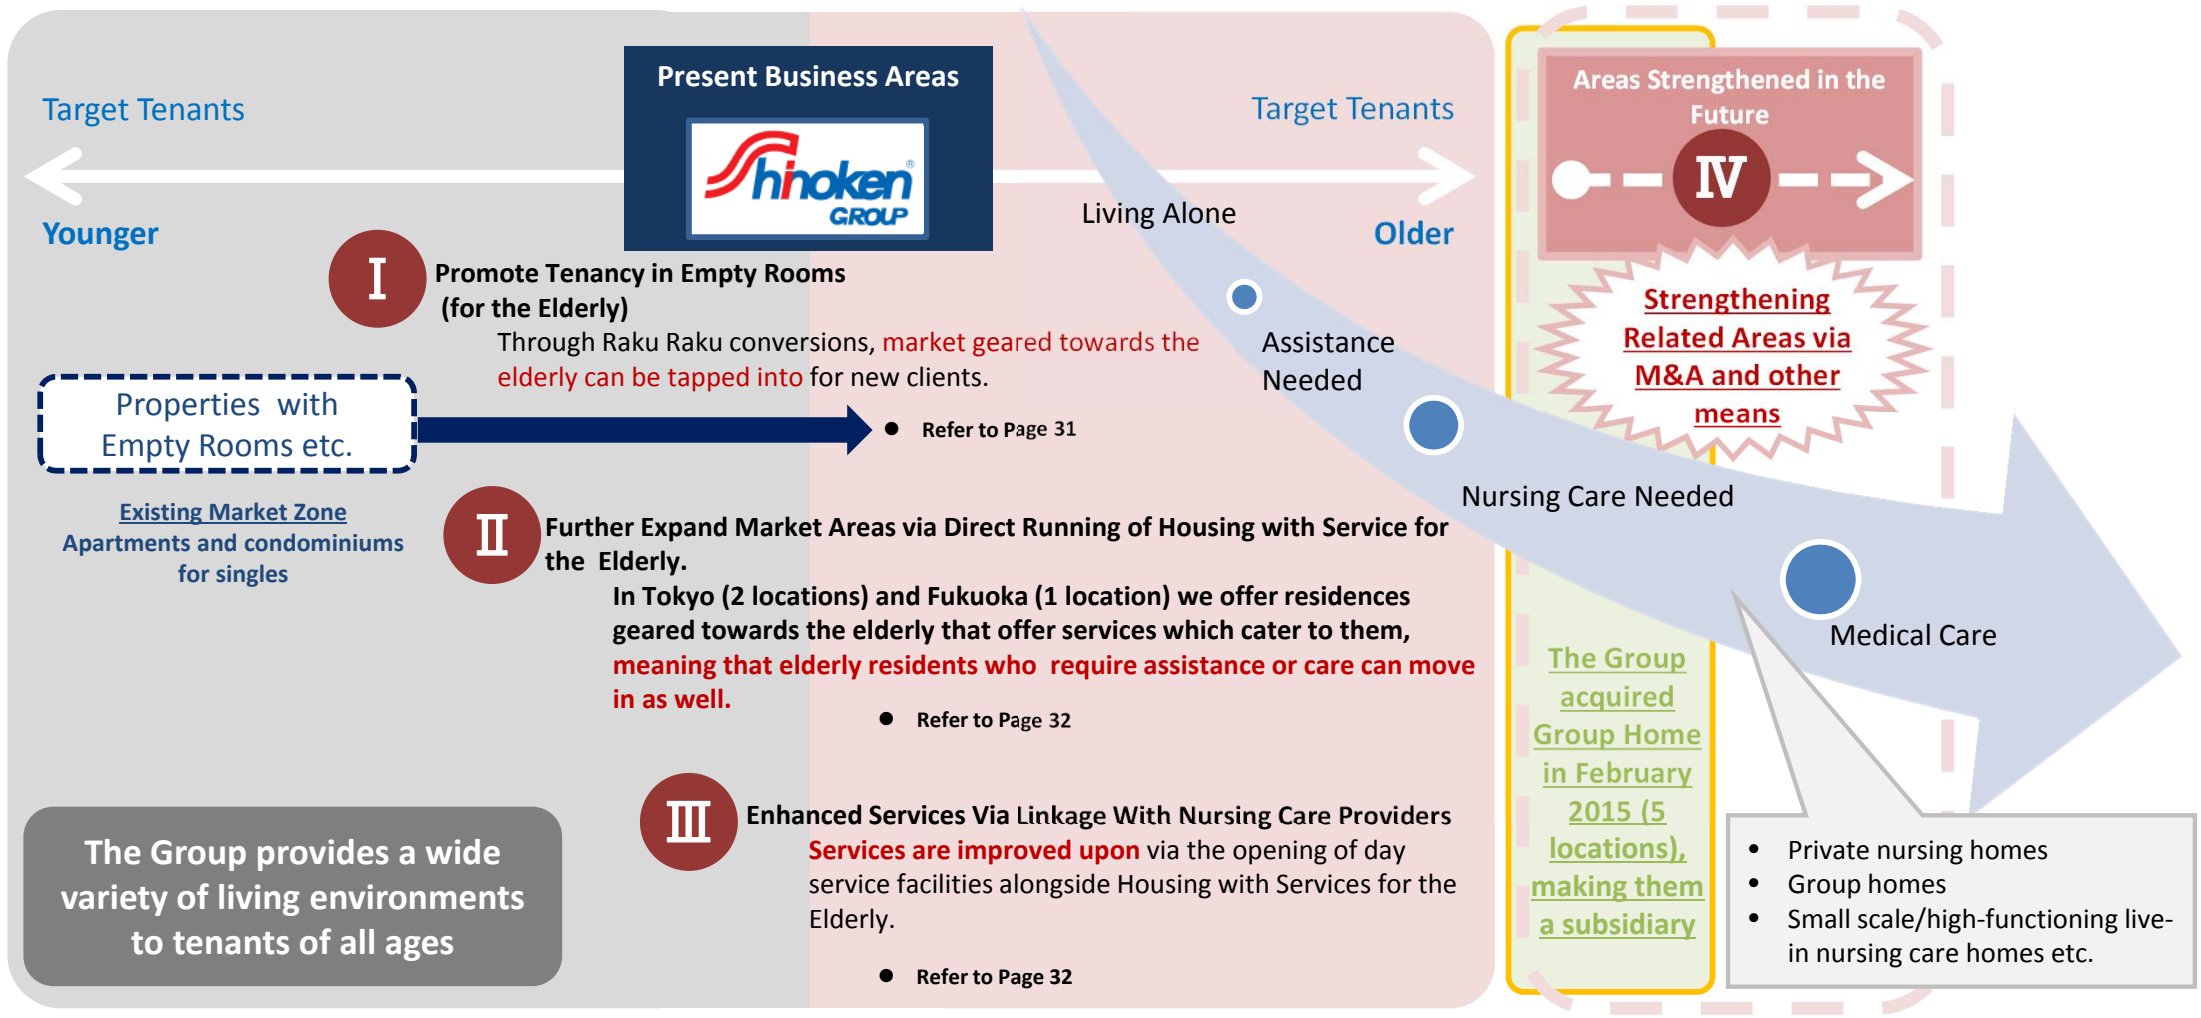 Present Business Areas
Shinoken®
GROUP
Target Tenants
Younger
Target Tenants
Older
Areas Strengthened in the
Future
IV
Strengthening
Related Areas via
M&A and other
means
Living Alone
Assistance
Needed
Nursing Care Needed
Medical Care
I
Promote Tenancy in Empty Rooms
(for the Elderly)
Through Raku Raku conversions, market geared towards the
elderly can be tapped into for new clients.
● Refer to Page 31
Properties with
Empty Rooms etc.
Existing Market Zone
Apartments and condominiums
for singles
II
Further Expand Market Areas via Direct Running of Housing with Service for
the Elderly.
In Tokyo (2 locations) and Fukuoka (1 location) we offer residences
geared towards the elderly that offer services which cater to them,
meaning that elderly residents who require assistance or care can move
in as well.
● Refer to Page 32
III
Enhanced Services Via Linkage With Nursing Care Providers
Services are improved upon via the opening of day
service facilities alongside Housing with Services for the
Elderly.
● Refer to Page 32
The Group provides a wide
variety of living environments
to tenants of all ages
The Group
acquired
Group Home
in February
2015 (5
locations),
making them
a subsidiary
• Private nursing homes
• Group homes
• Small scale/high-functioning live-
in nursing care homes etc.